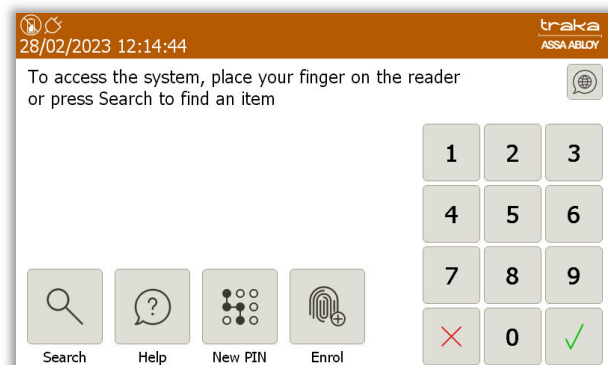 traka
28/02/2023 12:14:44
ASSA ABLOY
To access the system, place your finger on the reader
or press Search to find an item
1 2 3
4 5 6
7 8 9
0
Search Help New PIN Enrol